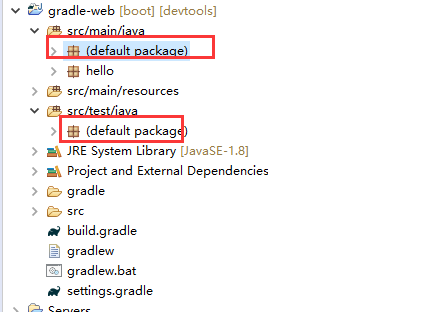 gradle-web [boot] [devtools]
src/main/java
(default package)
hello
src/main/resources
src/test/java
(default package)
JRE System Library [JavaSE-1.8]
Project and External Dependencies
gradle
src
build.gradle
gradlew
gradlew.bat
settings.gradle
Servers